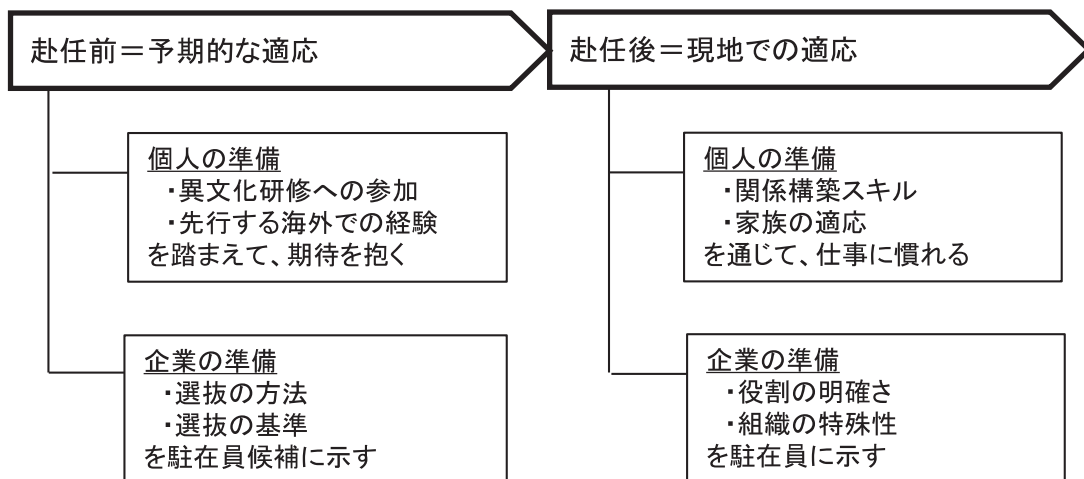 赴任前＝予期的な適応
個人の準備
・異文化研修への参加
・先行する海外での経験
を踏まえて、期待を抱く
企業の準備
・選抜の方法
・選抜の基準
を駐在員候補に示す
赴任後＝現地での適応
個人の準備
・関係構築スキル
・家族の適応
を通じて、仕事に慣れる
企業の準備
・役割の明確さ
・組織の特殊性
を駐在員に示す